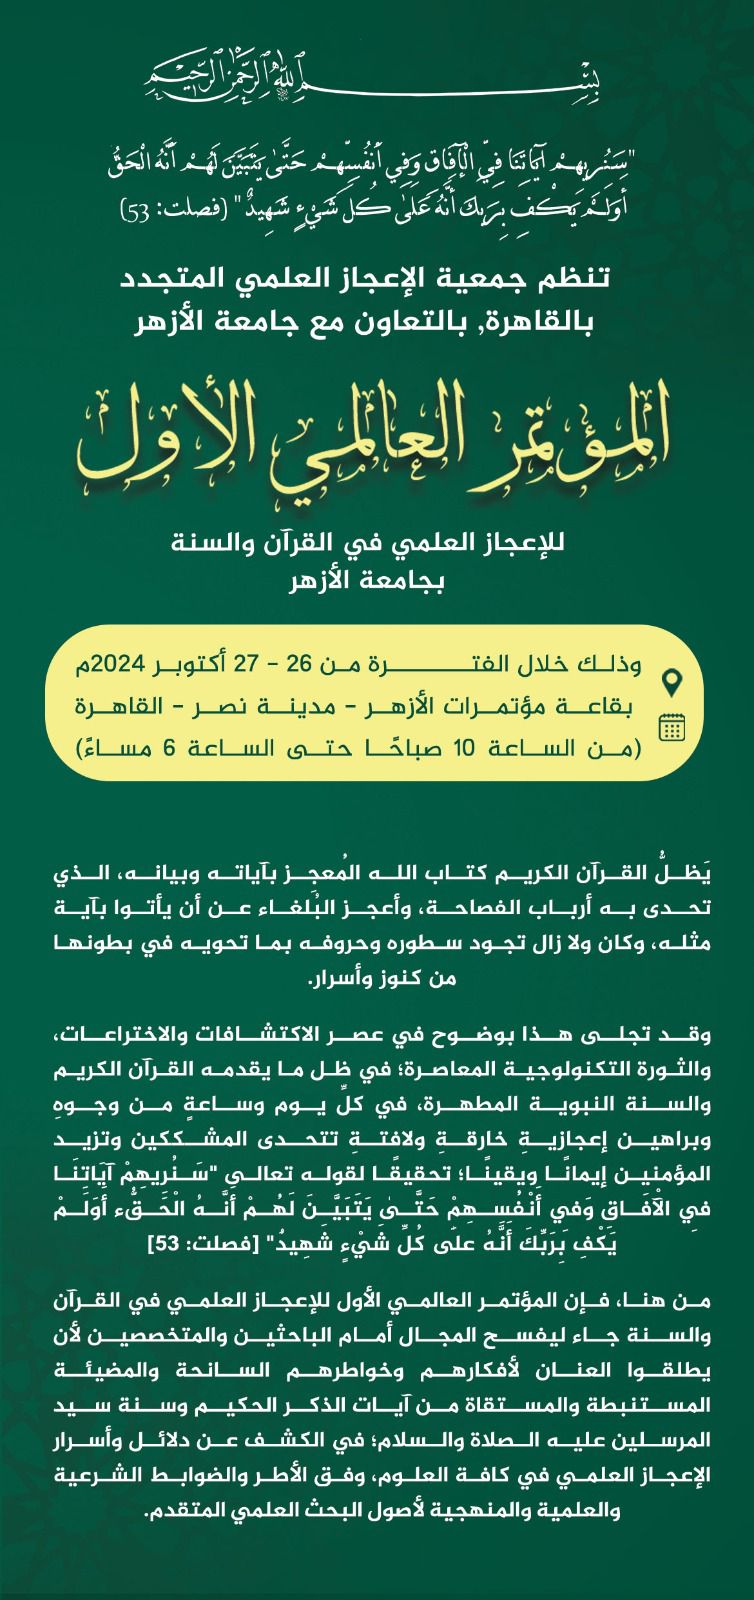 بِسْمِ اللهِ الرَّحْمٰنِ الرَّحِيْمِ
"سَنُرِيهِمْ آيَاتِنَا فِي الْآفَاقِ وَفِي أَنْفُسِهِمْ حَتَّىٰ يَتَبَيَّنَ لَهُمْ أَنَّهُ الْحَقُّ
أَوَلَمْ يَكْفِ بِرَبِّكَ أَنَّهُ عَلَىٰ كُلِّ شَيْءٍ شَهِيدٌ" (فصلت: 53)
تنظم جمعية الإعجاز العلمي المتجدد
بالقاهرة, بالتعاون مع جامعة الأزهر
المؤتمر العالمي الأول
للإعجاز العلمي في القرآن والسنة
بجامعة الأزهر
وذلك خلال الفترة من 26 - 27 أكتوبر 2024م
بقاعة مؤتمرات الأزهر - مدينة نصر - القاهرة
(من الساعة 10 صباحًا حتى الساعة 6 مساءً)
يَظلُّ القرآن الكريم كتاب الله المُعجِز بآياته وبيانه، الذي
تحدى به أرباب الفصاحة، وأعجز البُلغاء عن أن يأتوا بآية
مثله، وكان ولا زال تجود سطوره وحروفه بما تحويه في بطونها
من كنوز وأسرار.
وقد تجلى هذا بوضوح في عصر الاكتشافات والاختراعات،
والثورة التكنولوجية المعاصرة؛ في ظل ما يقدمه القرآن الكريم
والسنة النبوية المطهرة، في كلِّ يوم وساعةٍ من وجوهِ
وبراهين إعجازيةٍ خارقةٍ ولافتةٍ تتحدى المشككين وتزيد
المؤمنين إيمانًا ويقينًا؛ تحقيقًا لقوله تعالى "سَنُرِيهِمْ آيَاتِنَا
فِي الْآفَاقِ وَفِي أَنْفُسِهِمْ حَتَّىٰ يَتَبَيَّنَ لَهُمْ أَنَّهُ الْحَقُّء أَوَلَمْ
يَكْفِ بِرَبِّكَ أَنَّهُ علَى كُلِّ شَيْءٍ شَهِيدٌ" [فصلت: 53]
من هنا، فإن المؤتمر العالمي الأول للإعجاز العلمي في القرآن
والسنة جاء ليفسح المجال أمام الباحثين والمتخصصين لأن
يطلقوا العنان لأفكارهم وخواطرهم السانحة والمضيئة
المستنبطة والمستقاة من آيات الذكر الحكيم وسنة سيد
المرسلين عليه الصلاة والسلام؛ في الكشف عن دلائل وأسرار
الإعجاز العلمي في كافة العلوم، وفق الأطر والضوابط الشرعية
والعلمية والمنهجية لأصول البحث العلمي المتقدم.